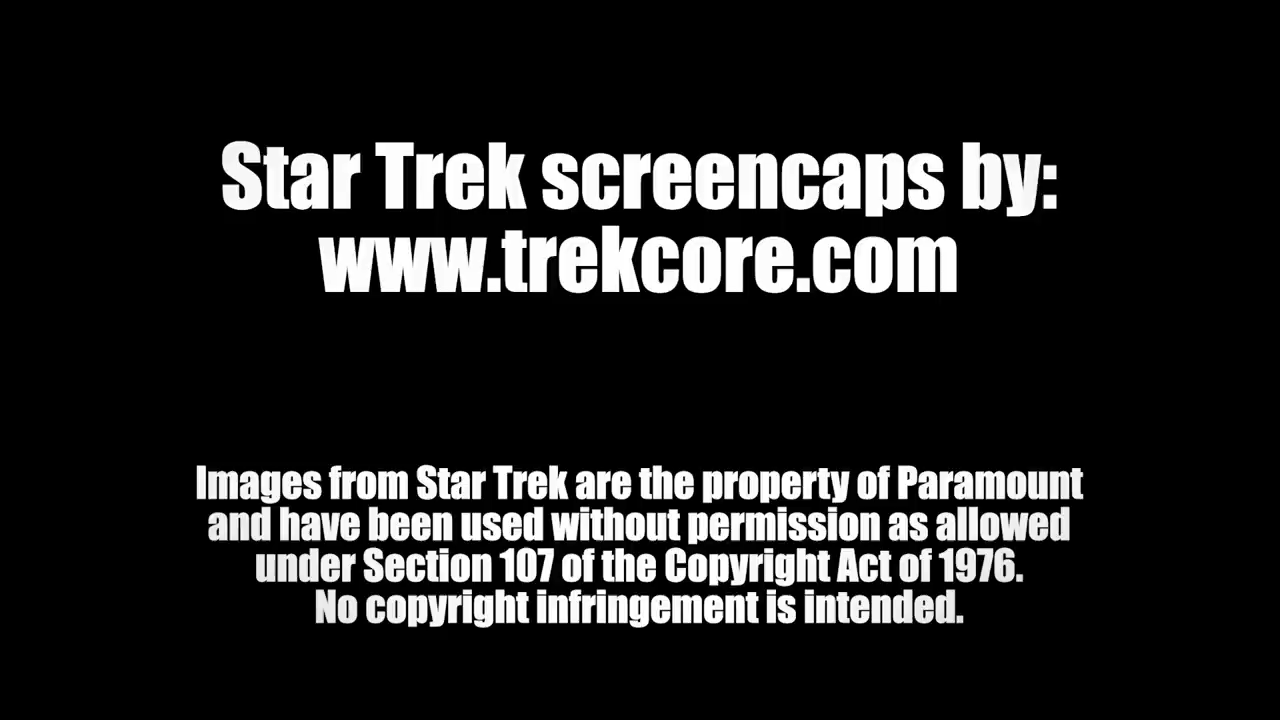 Star Trek screencaps by:
www.trekcore.com
Images from Star Trek are the property of Paramount
and have been used without permission as allowed
under Section 107 of the Copyright Act of 1976.
No copyright infringement is intended.